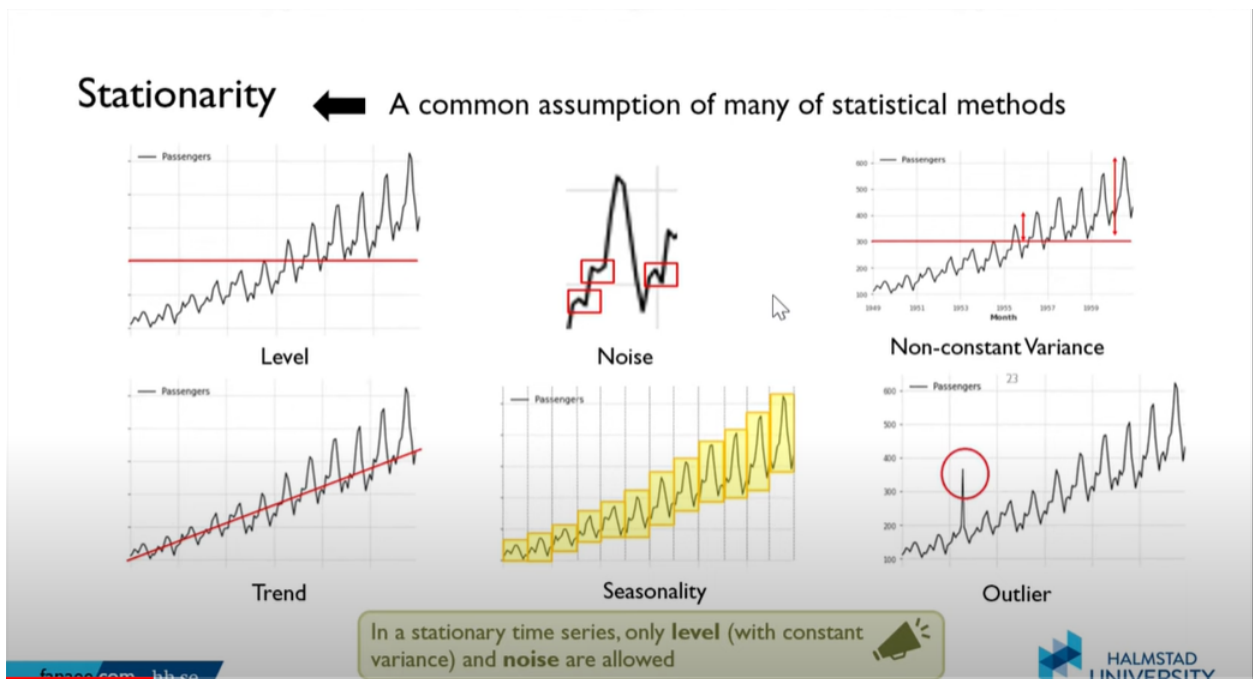 Stationarity
A common assumption of many of statistical methods
Passengers
Level
Noise
Passengers
600
500
400
300
200
100
1949
1951
1953
1955
1957
1959
Month
Non-constant Variance
Passengers
Trend
Passengers
Seasonality
23
Passengers
600
500
400
300
200
100
Outlier
In a stationary time series, only level (with constant
variance) and noise are allowed
HALMSTAD
UNIVERSITY